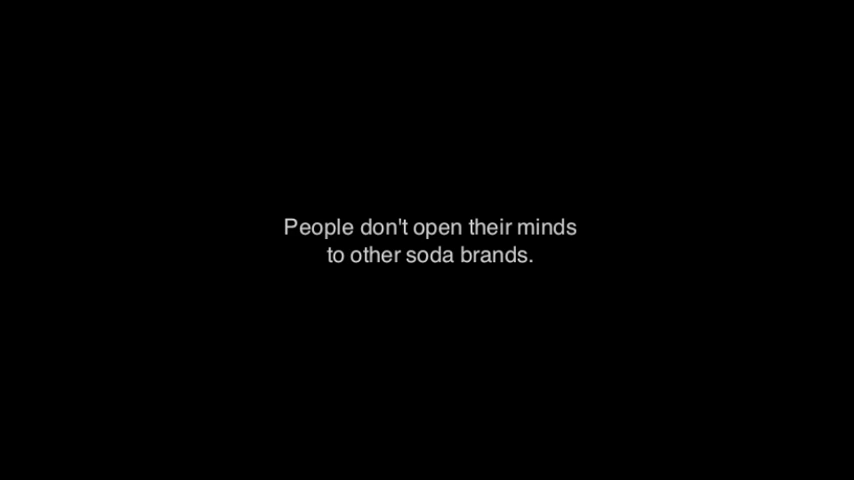 People don't open their minds
to other soda brands.